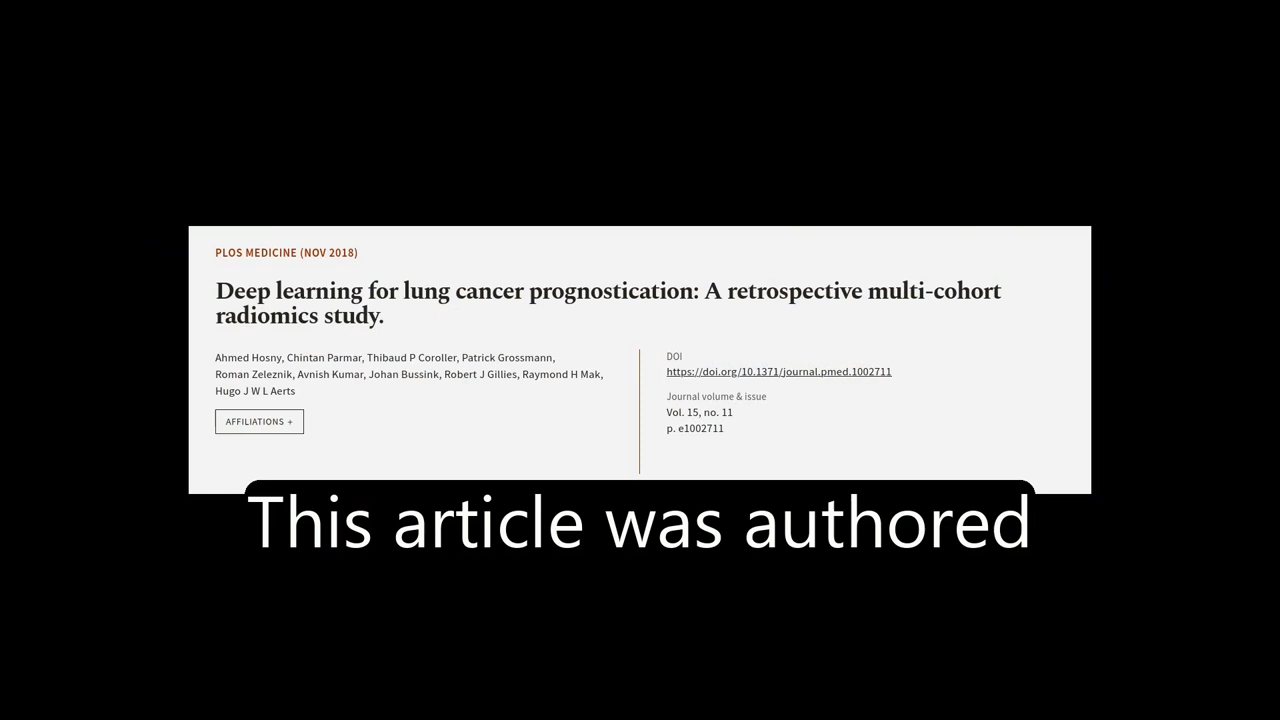 PLOS MEDICINE (NOV 2018)
Deep learning for lung cancer prognostication: A retrospective multi-cohort
radiomics study.
Ahmed Hosny, Chintan Parmar, Thibaud P Coroller, Patrick Grossmann,
Roman Zeleznik, Avnish Kumar, Johan Bussink, Robert J Gillies, Raymond H Mak,
Hugo J W L Aerts
AFFILIATIONS +
DOI
https://doi.org/10.1371/journal.pmed.1002711
Journal volume & issue
Vol. 15, no. 11
p. e1002711
This article was authored